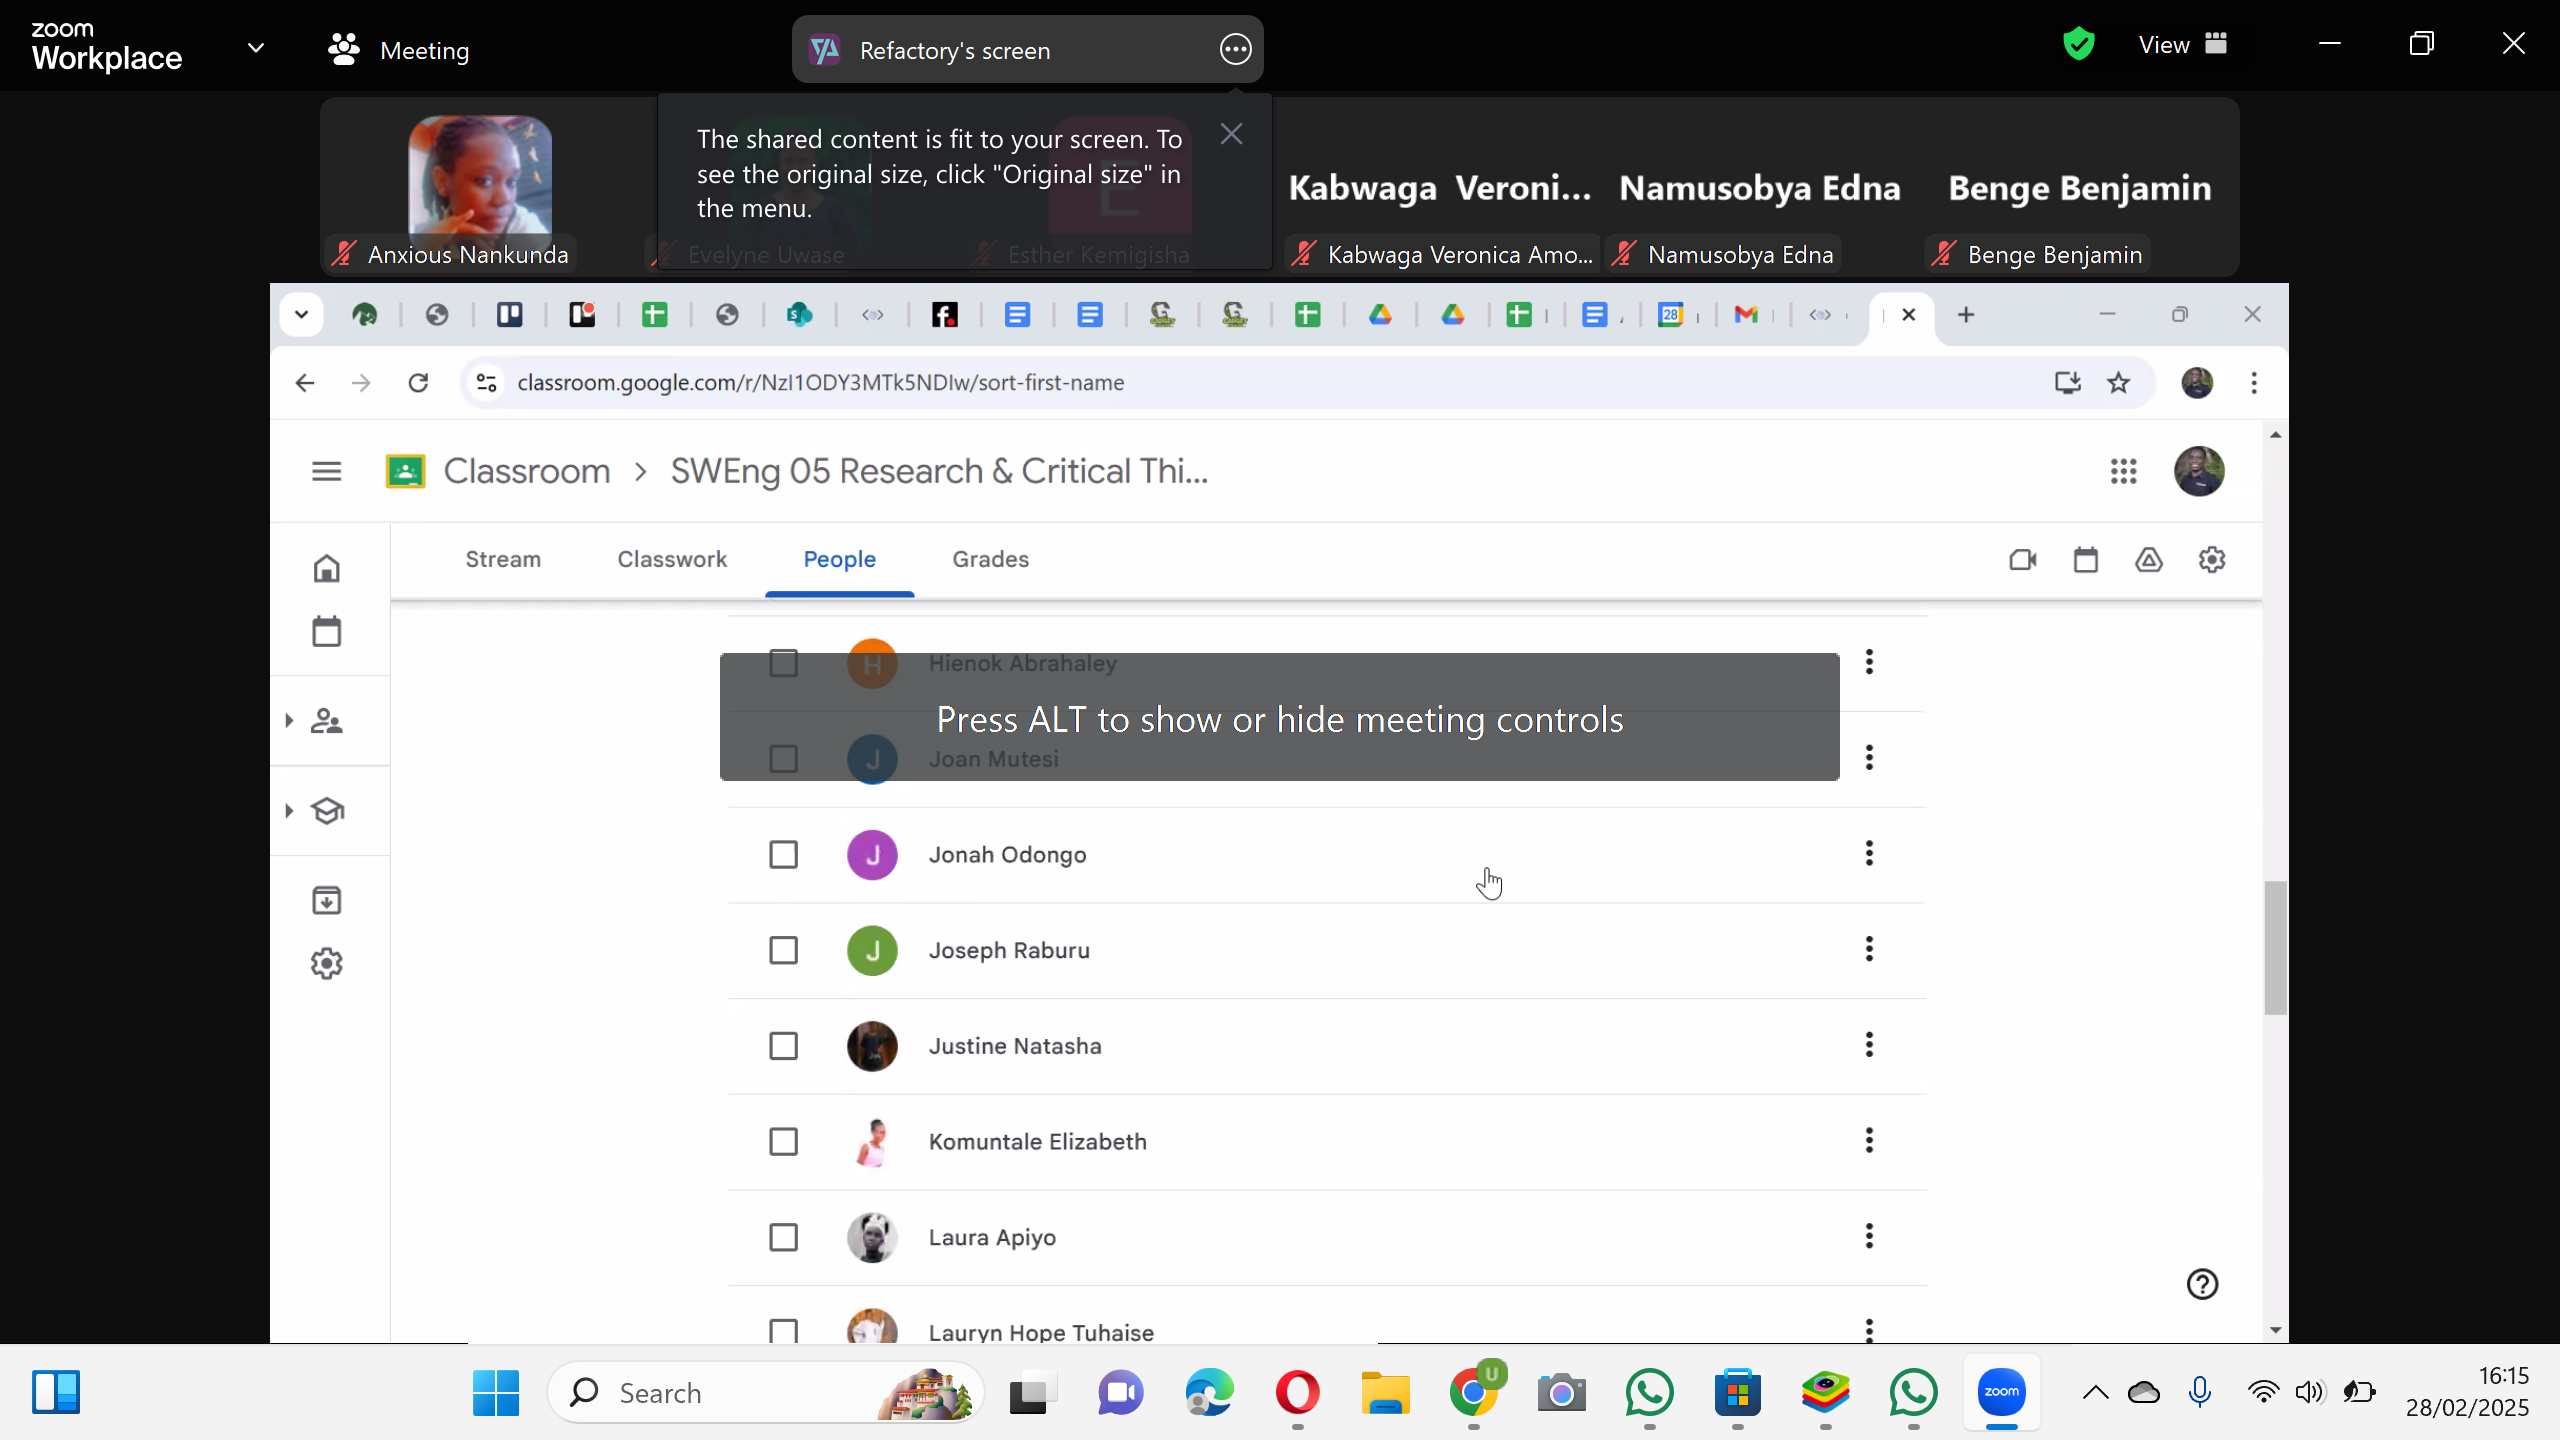 zoom
Workplace
Meeting
Refactory's screen
View
The shared content is fit to your screen. To
see the original size, click "Original size" in
the menu.
Kabwaga Veroni...
Namusobya Edna
Benge Benjamin
Anxious Nankunda
Evelyne Uwase
Esther Kemigisha
Kabwaga Veronica Amo...
Namusobya Edna
Benge Benjamin
classroom.google.com/r/NzI1ODY3MTk5NDIw/sort-first-name
Classroom > SWEng 05 Research & Critical Thi...
Stream
Classwork
People
Grades
H
Hienok Abrahaley
Press ALT to show or hide meeting controls
J
Joan Mutesi
J
Jonah Odongo
J
Joseph Raburu
Justine Natasha
Komuntale Elizabeth
Laura Apiyo
Lauryn Hope Tuhaise
Search
U
zoom
16:15
28/02/2025